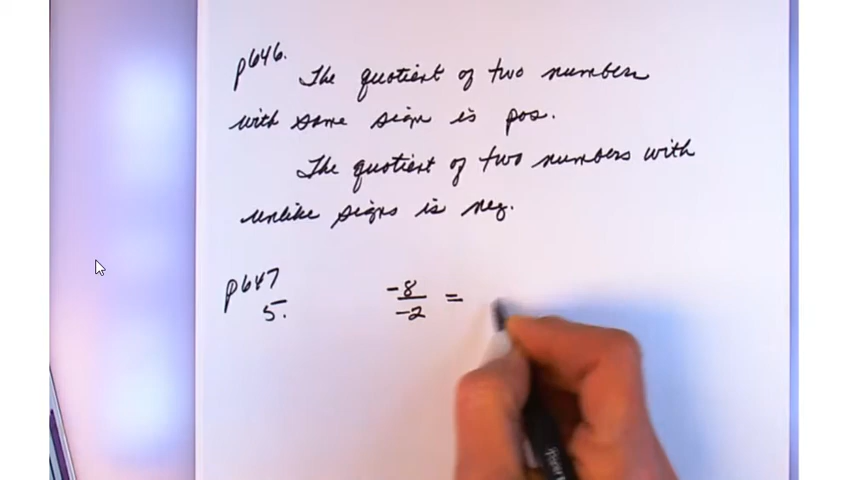 p646. The quotient of two numbers
with same sign is pos.
The quotient of two numbers with
unlike signs is neg.
p647
5. -8/-2 =